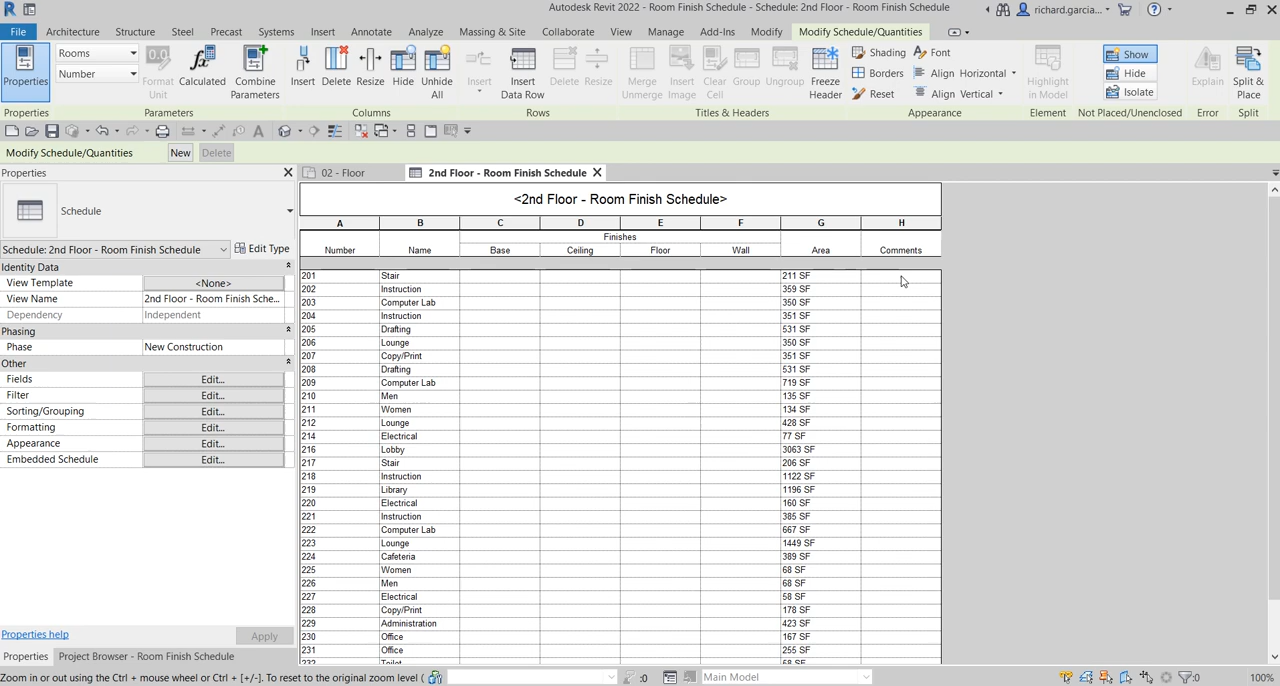 Autodesk Revit 2022 - Room Finish Schedule - Schedule: 2nd Floor - Room Finish Schedule
richard.garcia...
File Architecture Structure Steel Precast Systems Insert Annotate Analyze Massing & Site Collaborate View Manage Add-Ins Modify Modify Schedule/Quantities
Rooms
Number
Properties Format Unit Calculated Combine Parameters Insert Delete Resize Hide Unhide All Insert Insert Data Row Delete Resize Merge Unmerge Insert Image Clear Cell Group Ungroup Freeze Header
Shading Font
Borders Align Horizontal
Reset Align Vertical
Highlight in Model
Show
Hide
Isolate
Explain Split & Place
Properties Parameters Columns Rows Titles & Headers Appearance Element Not Placed/Unenclosed Error Split
Modify Schedule/Quantities New Delete
Properties
02 - Floor
2nd Floor - Room Finish Schedule
Schedule
Schedule: 2nd Floor - Room Finish Schedule Edit Type
Identity Data
View Template <None>
View Name 2nd Floor - Room Finish Sche...
Dependency Independent
Phasing
Phase New Construction
Other
Fields Edit...
Filter Edit...
Sorting/Grouping Edit...
Formatting Edit...
Appearance Edit...
Embedded Schedule Edit...
Properties help Apply
Properties Project Browser - Room Finish Schedule
<2nd Floor - Room Finish Schedule>
A B C D E F G H
Finishes
Number Name Base Ceiling Floor Wall Area Comments
201 Stair 211 SF
202 Instruction 359 SF
203 Computer Lab 350 SF
204 Instruction 351 SF
205 Drafting 531 SF
206 Lounge 350 SF
207 Copy/Print 351 SF
208 Drafting 531 SF
209 Computer Lab 719 SF
210 Men 135 SF
211 Women 134 SF
212 Lounge 428 SF
214 Electrical 77 SF
216 Lobby 3063 SF
217 Stair 206 SF
218 Instruction 1122 SF
219 Library 1196 SF
220 Electrical 160 SF
221 Instruction 385 SF
222 Computer Lab 667 SF
223 Lounge 1449 SF
224 Cafeteria 389 SF
225 Women 68 SF
226 Men 68 SF
227 Electrical 58 SF
228 Copy/Print 178 SF
229 Administration 423 SF
230 Office 167 SF
231 Office 255 SF
232 Toilet 68 SF
Zoom in or out using the Ctrl + mouse wheel or Ctrl + [+/-]. To reset to the original zoom level ( :0 Main Model :0 100%